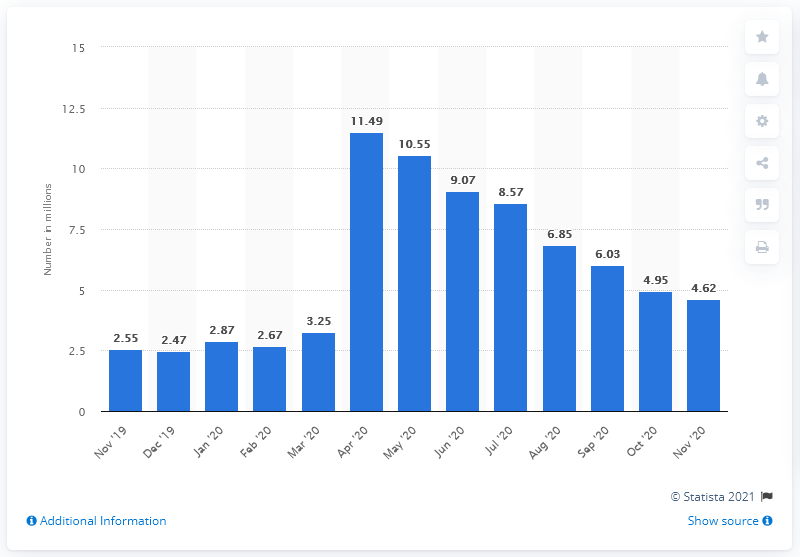 15
12.5
10
7.5
5
2.5
0
Number in millions
2.55
2.47
2.87
2.67
3.25
11.49
10.55
9.07
8.57
6.85
6.03
4.95
4.62
Nov '19
Dec '19
Jan '20
Feb '20
Mar '20
Apr '20
May '20
Jun '20
Jul '20
Aug '20
Sep '20
Oct '20
Nov '20
© Statista 2021
Additional Information
Show source